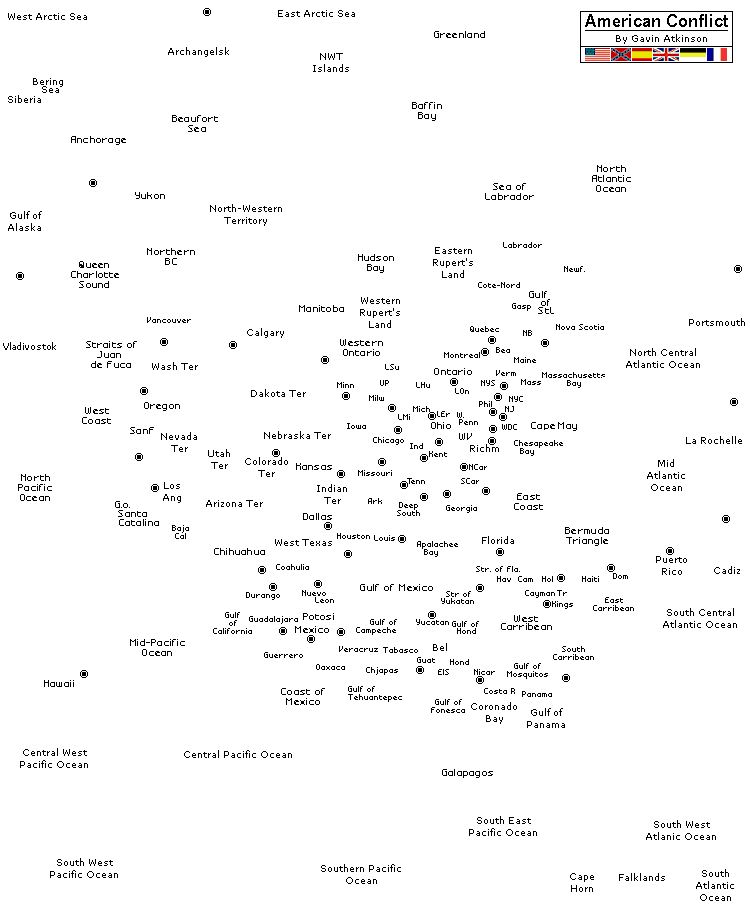 West Arctic Sea
East Arctic Sea
American Conflict
By Gavin Atkinson
Greenland
Archangelsk
NWT
Islands
Bering
Sea
Siberia
Baffin
Bay
Beaufort
Sea
Anchorage
North
Atlantic
Ocean
Yukon
Sea of
Labrador
North-Western
Territory
Gulf of
Alaska
Labrador
Northern
BC
Hudson
Bay
Eastern
Rupert's
Land
Newf.
Queen
Charlotte
Sound
Cote-Nord
Gulf
of
StL
Gasp
Manitoba
Western
Rupert's
Land
Vancouver
Portsmouth
Calgary
Quebec
NB
Nova Scotia
Vladivostok
Straits of
Juan
de Fuca
Western
Ontario
Montreal
Bea
Maine
North Central
Atlantic Ocean
Wash Ter
LSu
Ontario
Verm
Massachusetts
Bay
Minn
UP
LHu
LOn
NYS
Mass
Dakota Ter
Milw
NYC
West
Coast
Oregon
Mich
LEr
W.
Penn
Phil
NJ
LMi
Sanf
Iowa
Ohio
WDC
Cape May
Nevada
Ter
Nebraska Ter
Chicago
WV
Richm
Chesapeake
Bay
La Rochelle
Utah
Ter
Colorado
Ter
Kansas
Ind
Kent
Missouri
NCar
Mid
Atlantic
Ocean
North
Pacific
Ocean
Los
Ang
Indian
Ter
Tenn
SCar
G.o.
Santa
Catalina
Arizona Ter
Ark
Deep
South
Georgia
East
Coast
Dallas
Baja
Cal
West Texas
Houston
Louis
Apalachee
Bay
Florida
Bermuda
Triangle
Chihuahua
Puerto
Rico
Cadiz
Coahuila
Str. of Fla.
Hav
Cam
Hol
Haiti
Dom
Durango
Nuevo
Leon
Gulf of Mexico
Str of
Yukatan
Cayman Tr
Kings
East
Carribean
South Central
Atlantic Ocean
Gulf
of
California
Guadalajara
Potosi
Mexico
Gulf of
Campeche
Yucatan
Gulf of
Hond
West
Carribean
Mid-Pacific
Ocean
Guerrero
Veracruz
Tabasco
Bel
South
Carribean
Oaxaca
Chjapas
Guat
Hond
ElS
Nicar
Gulf of
Mosquitos
Hawaii
Coast of
Mexico
Gulf of
Tehuantepec
Costa R
Panama
Gulf of
Fonesca
Coronado
Bay
Gulf of
Panama
Central West
Pacific Ocean
Central Pacific Ocean
Galapagos
South East
Pacific Ocean
South West
Atlanic Ocean
South West
Pacific Ocean
Southern Pacific
Ocean
Cape
Horn
Falklands
South
Atlantic
Ocean